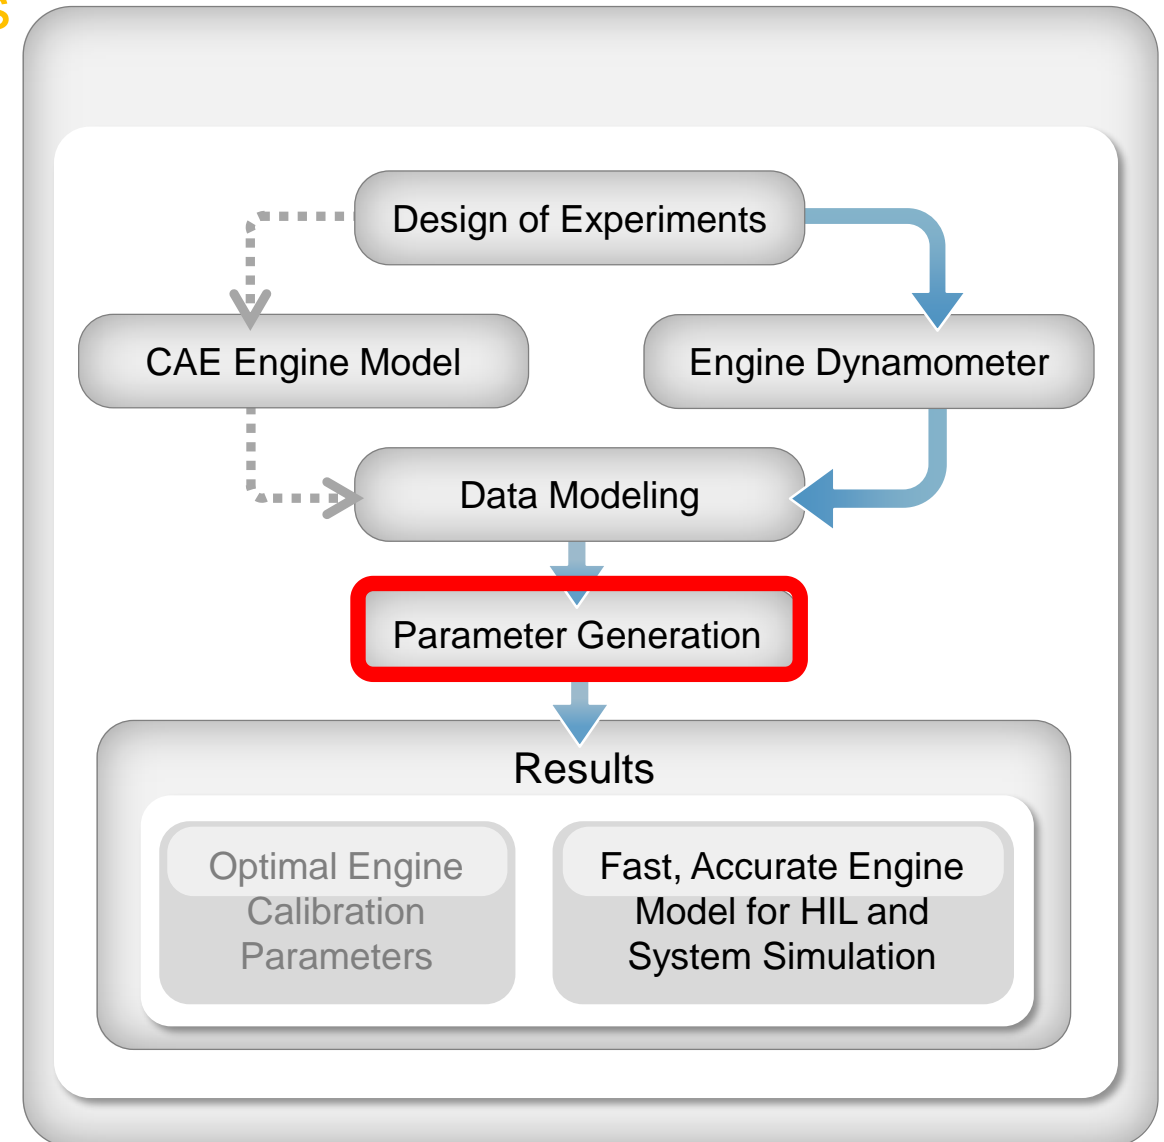 s
Design of Experiments
CAE Engine Model
Engine Dynamometer
Data Modeling
Parameter Generation
Results
Optimal Engine
Calibration
Parameters
Fast, Accurate Engine
Model for HIL and
System Simulation